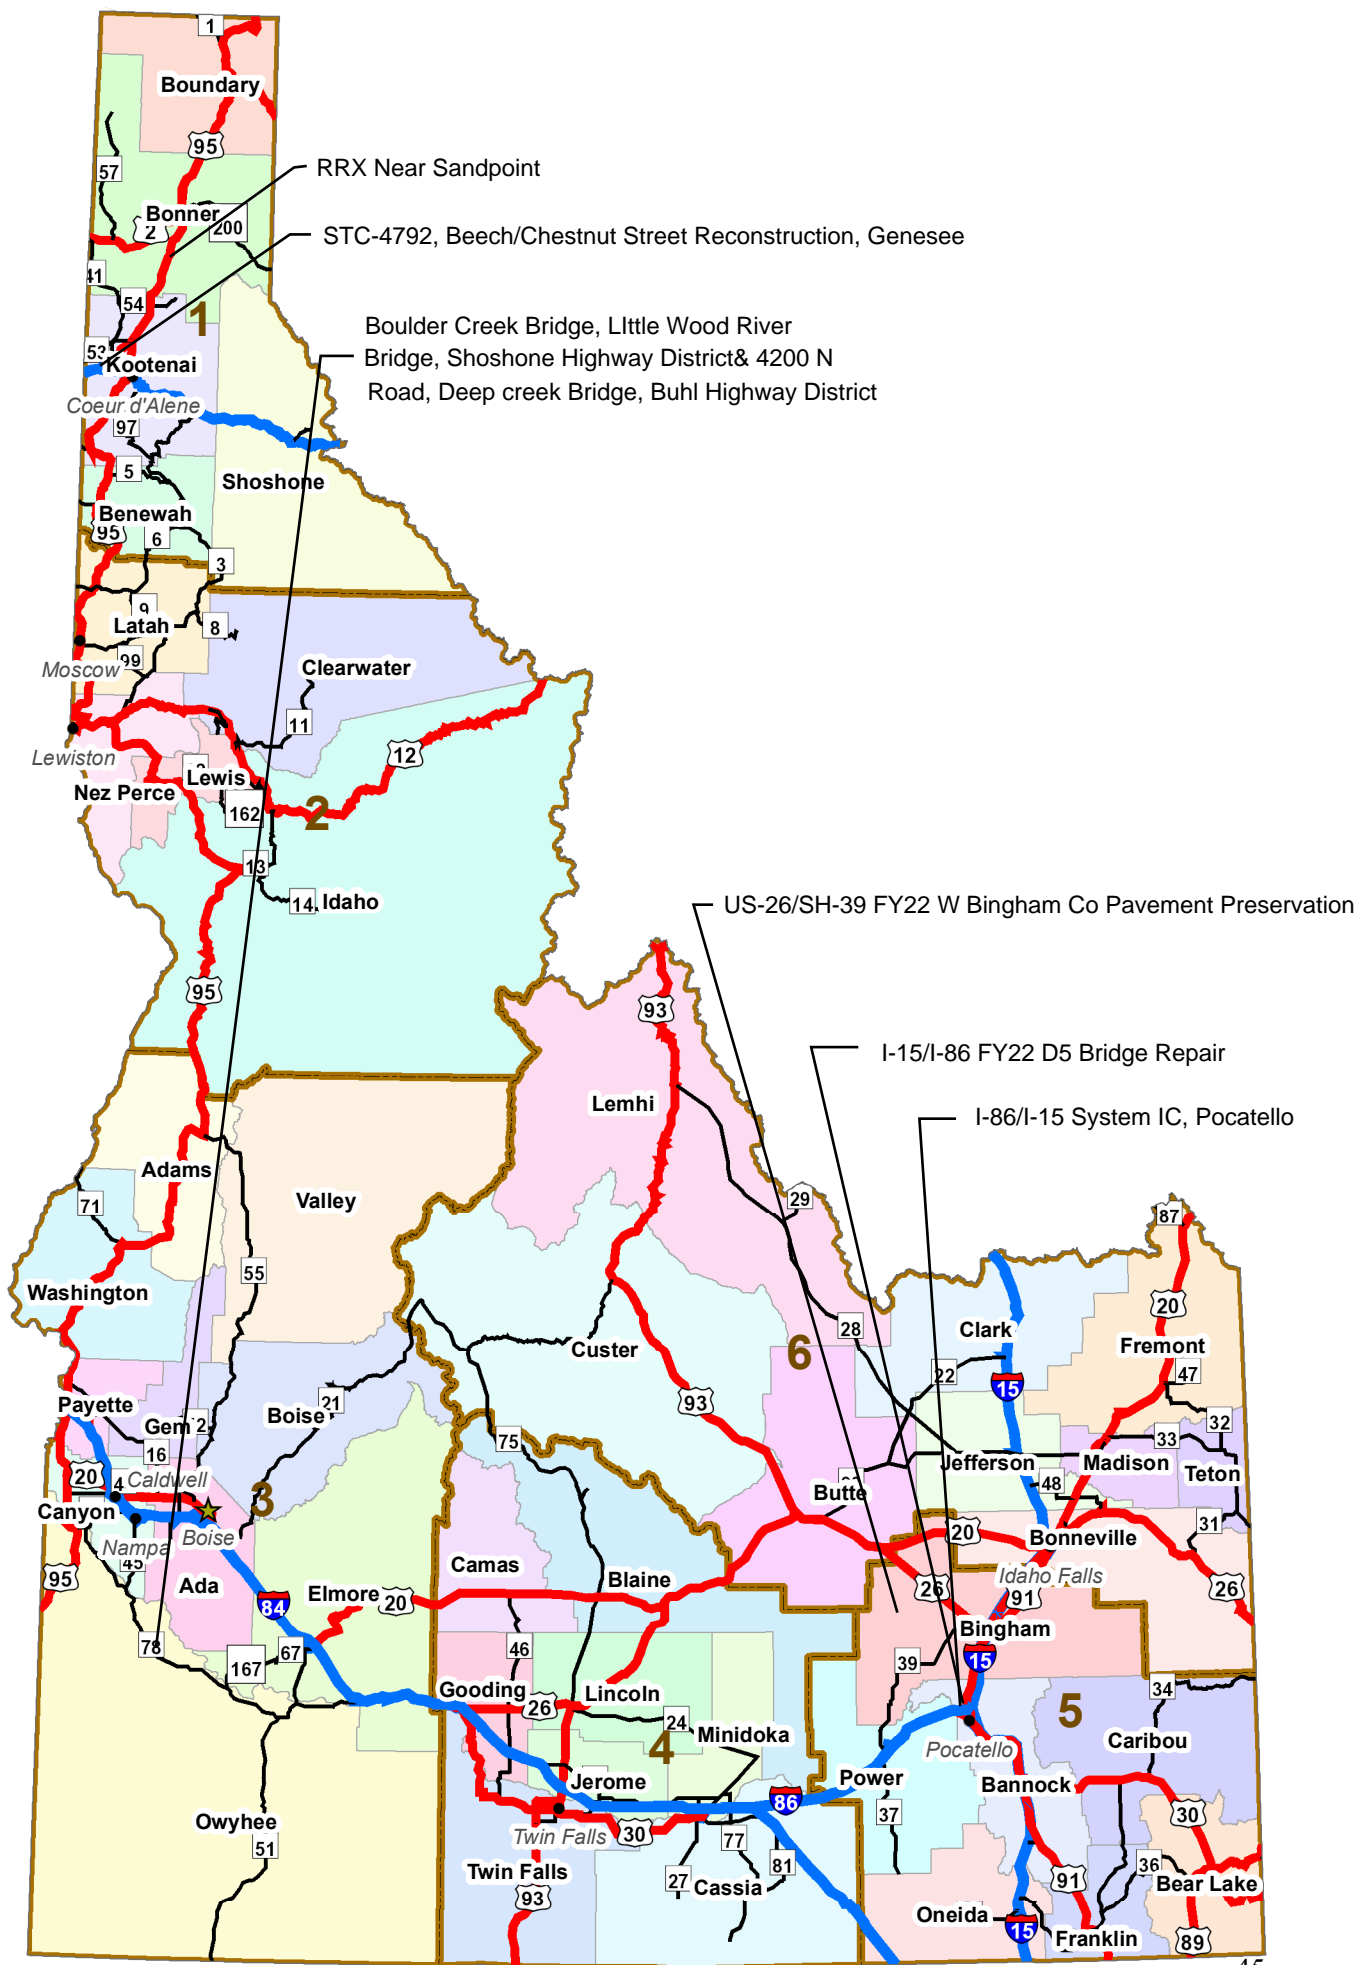 1
Boundary
95
RRX Near Sandpoint
57
Bonner
2
200
STC-4792, Beech/Chestnut Street Reconstruction, Genesee
41
54
1
Boulder Creek Bridge, LIttle Wood River
Bridge, Shoshone Highway District& 4200 N
Road, Deep creek Bridge, Buhl Highway District
53
Kootenai
Coeur d'Alene
97
5
Shoshone
Benewah
95
6
3
9
Latah
8
99
Moscow
Clearwater
11
12
Lewiston
Lewis
Nez Perce
162
2
13
14
Idaho
US-26/SH-39 FY22 W Bingham Co Pavement Preservation
95
93
I-15/I-86 FY22 D5 Bridge Repair
Lemhi
I-86/I-15 System IC, Pocatello
Adams
Valley
71
29
87
55
Washington
20
28
Clark
Custer
6
Fremont
22
47
15
Payette
21
Boise
93
Gem
32
75
16
33
Jefferson
Madison
Teton
20
Caldwell
4
48
Butte
3
Canyon
31
20
Bonneville
Nampa
Boise
45
Camas
Idaho Falls
95
Ada
Blaine
26
91
26
Elmore
20
84
Bingham
78
46
67
15
167
39
34
Gooding
26
Lincoln
5
24
Minidoka
4
Caribou
Pocatello
Jerome
Power
Bannock
86
37
30
Owyhee
Twin Falls
30
51
77
81
36
Twin Falls
27
Cassia
91
Bear Lake
93
Oneida
15
Franklin
89